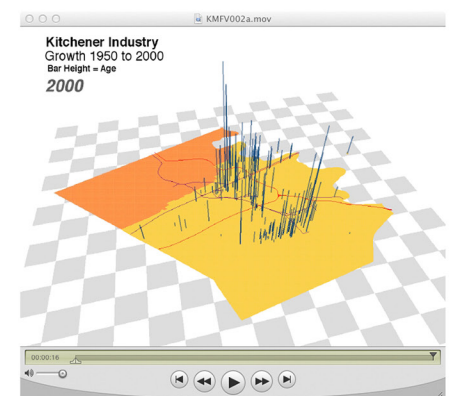 KMFV002a.mov
Kitchener Industry
Growth 1950 to 2000
Bar Height = Age
2000
00:00:16